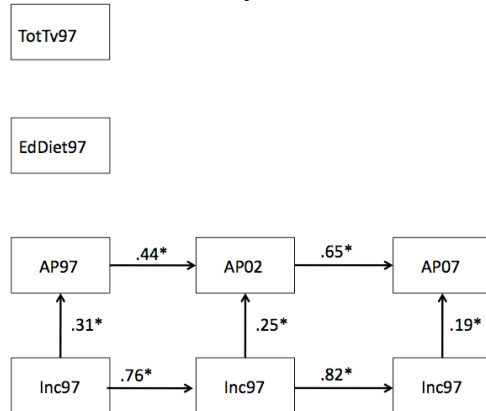 TotTv97
EdDiet97
.44*
.65*
AP97
AP02
AP07
.31*
.25*
.19*
.76*
.82*
Inc97
Inc97
Inc97